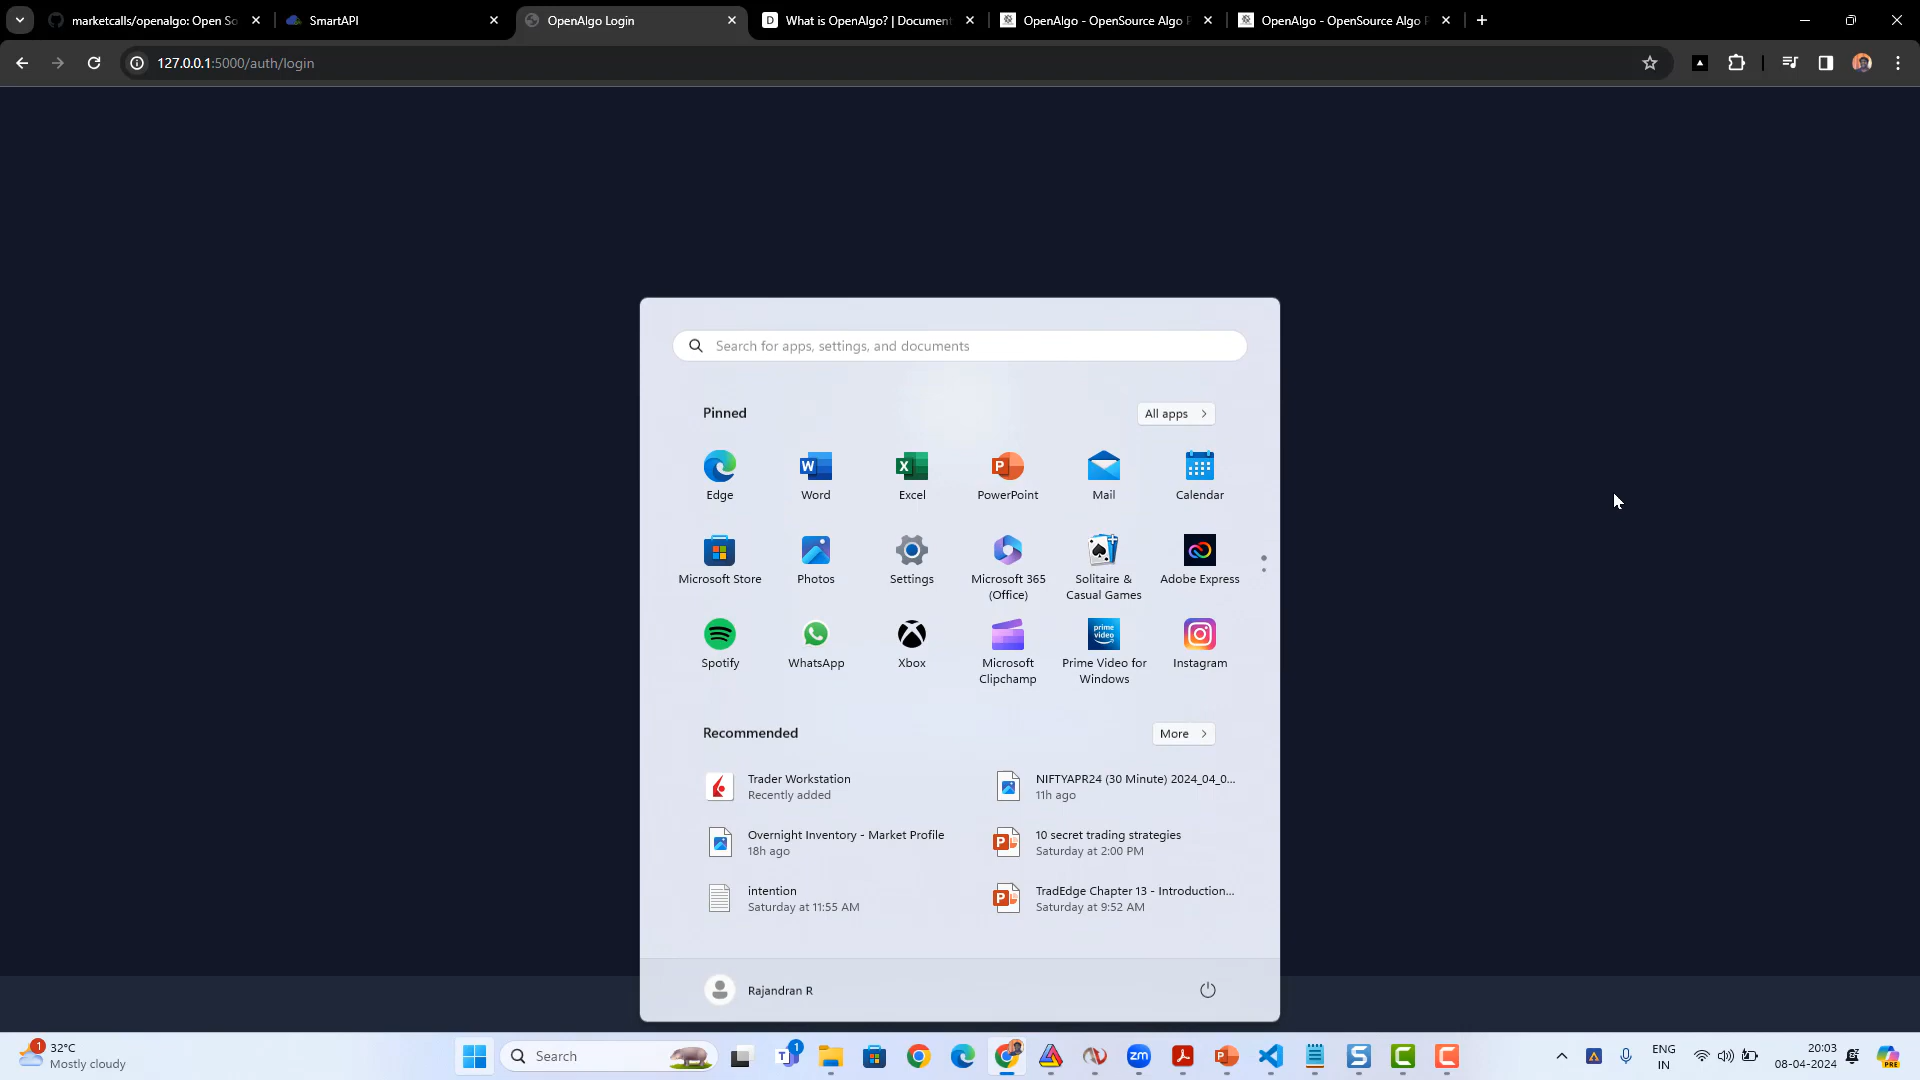 marketcalls/openalgo: Open So
SmartAPI
OpenAlgo Login
What is OpenAlgo? | Document
OpenAlgo - OpenSource Algo P
OpenAlgo - OpenSource Algo P
127.0.0.1:5000/auth/login
Search for apps, settings, and documents
Pinned
All apps
Edge
Word
Excel
PowerPoint
Mail
Calendar
Microsoft Store
Photos
Settings
Microsoft 365
(Office)
Solitaire &
Casual Games
Adobe Express
prime
video
Spotify
WhatsApp
Xbox
Microsoft
Clipchamp
Prime Video for
Windows
Instagram
Recommended
More
Trader Workstation
Recently added
NIFTYAPR24 (30 Minute) 2024_04_0...
11h ago
Overnight Inventory - Market Profile
18h ago
10 secret trading strategies
Saturday at 2:00 PM
intention
Saturday at 11:55 AM
TradEdge Chapter 13 - Introduction...
Saturday at 9:52 AM
Rajandran R
1
32°C
Mostly cloudy
Search
1
zm
ENG
IN
20:03
08-04-2024
PRE